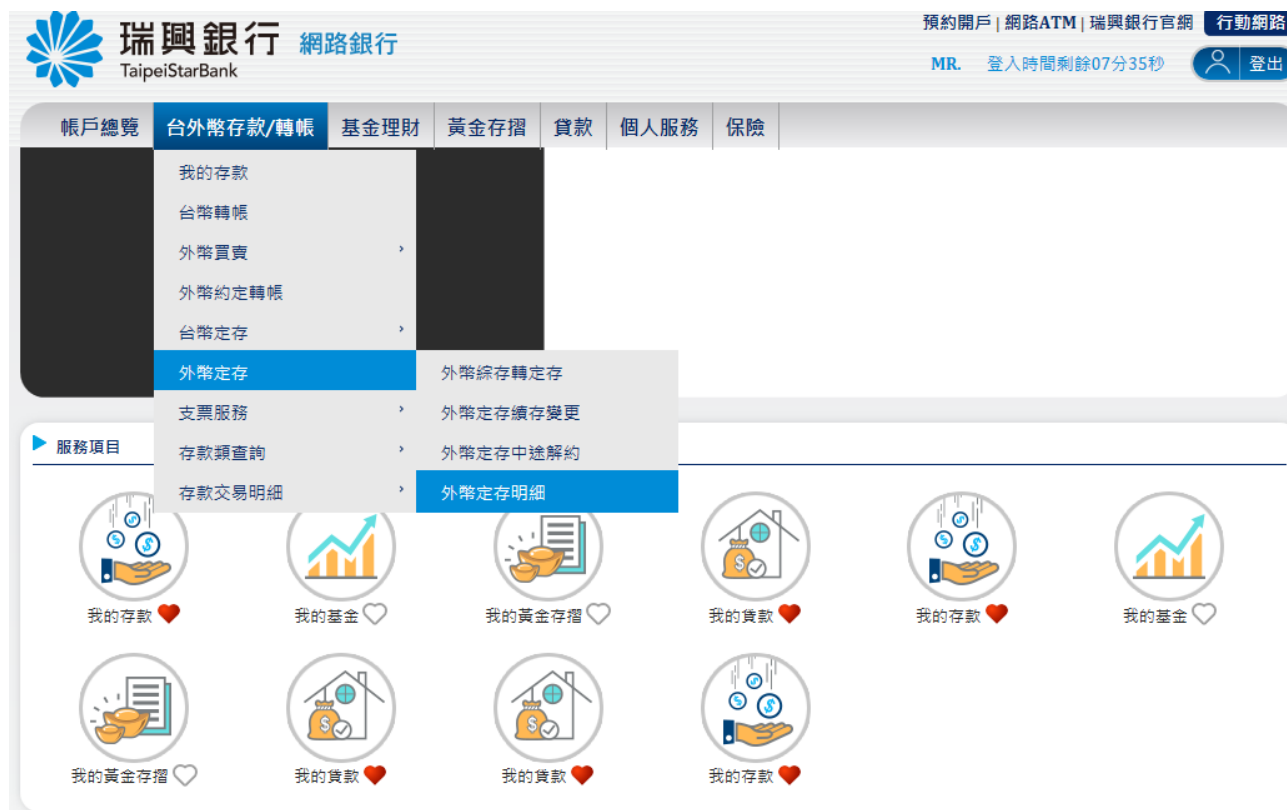 預約開戶 | 網路ATM | 瑞興銀行官網 行動網路
瑞興銀行 網路銀行
TaipeiStarBank
MR. 登入時間剩餘07分35秒 登出
帳戶總覽 台外幣存款/轉帳 基金理財 黃金存摺 貸款 個人服務 保險
我的存款
台幣轉帳
外幣買賣
外幣約定轉帳
台幣定存
外幣定存 外幣綜存轉定存
支票服務 外幣定存續存變更
服務項目 存款類查詢 外幣定存中途解約
存款交易明細 外幣定存明細
我的存款 我的基金 我的黃金存摺 我的貸款 我的存款 我的基金
我的黃金存摺 我的貸款 我的貸款 我的存款